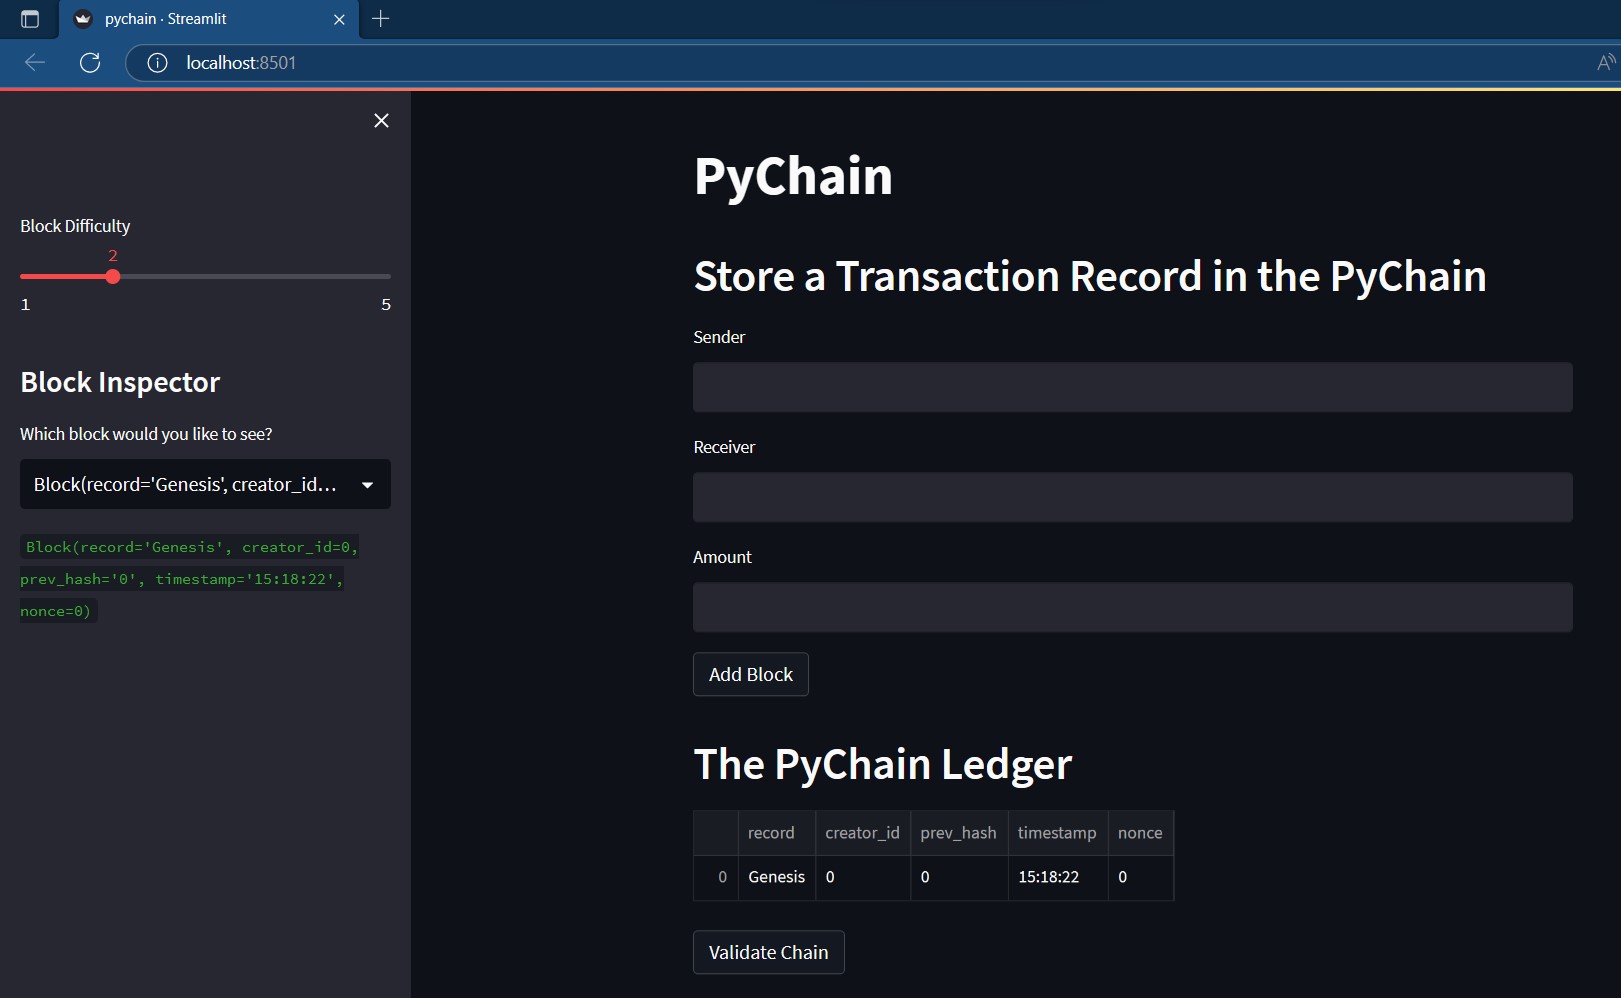 pychain · Streamlit
localhost:8501
Block Difficulty
2
1 5
Block Inspector
Which block would you like to see?
Block(record='Genesis', creator_id...
Block(record='Genesis', creator_id=0,
prev_hash='0', timestamp='15:18:22',
nonce=0)
PyChain
Store a Transaction Record in the PyChain
Sender
Receiver
Amount
Add Block
The PyChain Ledger
record creator_id prev_hash timestamp nonce
0 Genesis 0 0 15:18:22 0
Validate Chain